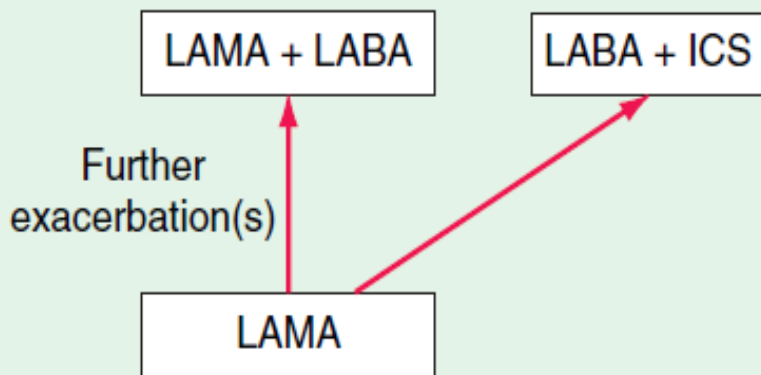 LAMA + LABA
LABA + ICS
Further
exacerbation(s)
LAMA